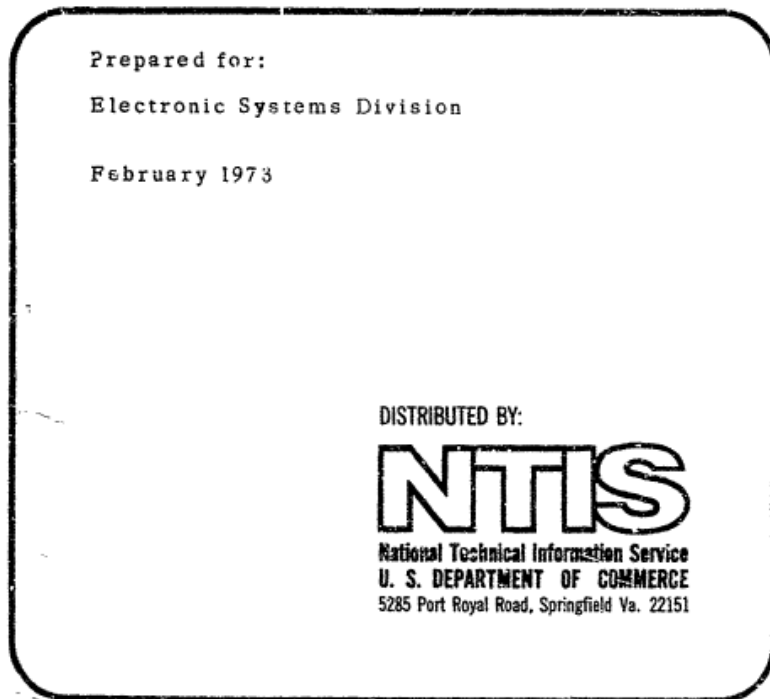 Prepared for:
Electronic Systems Division
February 1973
DISTRIBUTED BY:
NTIS
National Technical Information Service
U. S. DEPARTMENT OF COMMERCE
5285 Port Royal Road, Springfield Va. 22151